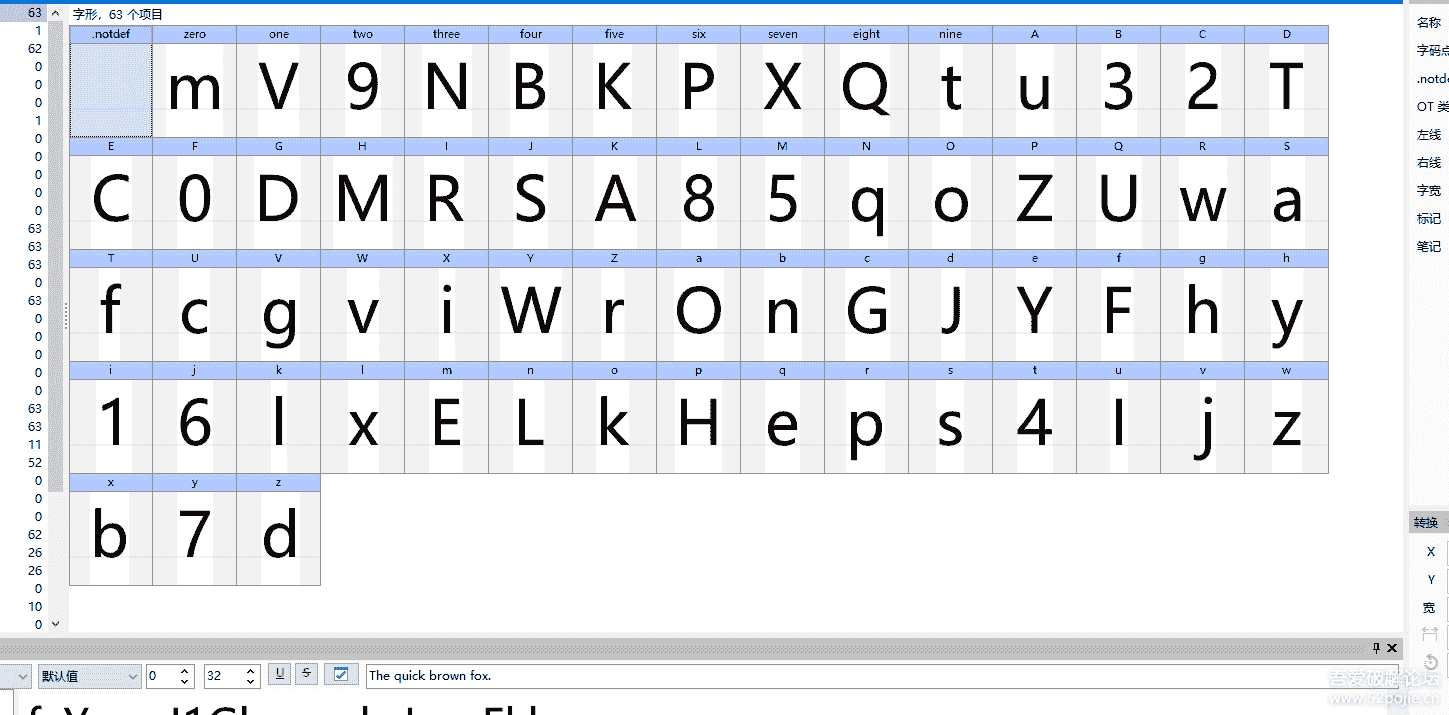 63 字形，63 个项目
1
62
0
0
0
1
0
0
0
0
0
63
63
63
0
63
0
0
0
0
0
63
63
11
52
0
0
0
62
26
26
0
10
0
.notdef zero one two three four five six seven eight nine A B C D
m V 9 N B K P X Q t u 3 2 T
E F G H I J K L M N O P Q R S
C 0 D M R S A 8 5 q o Z U w a
T U V W X Y Z a b c d e f g h
f c g v i W r O n G J Y F h y
i j k l m n o p q r s t u v w
1 6 l x E L k H e p s 4 I j z
x y z
b 7 d
名称
字码点
.notde
OT 类
左线
右线
字宽
标记
笔记
转换
X
Y
宽
默认值 0 32 U S The quick brown fox.
吾爱破解论坛
www.52pojie.cn